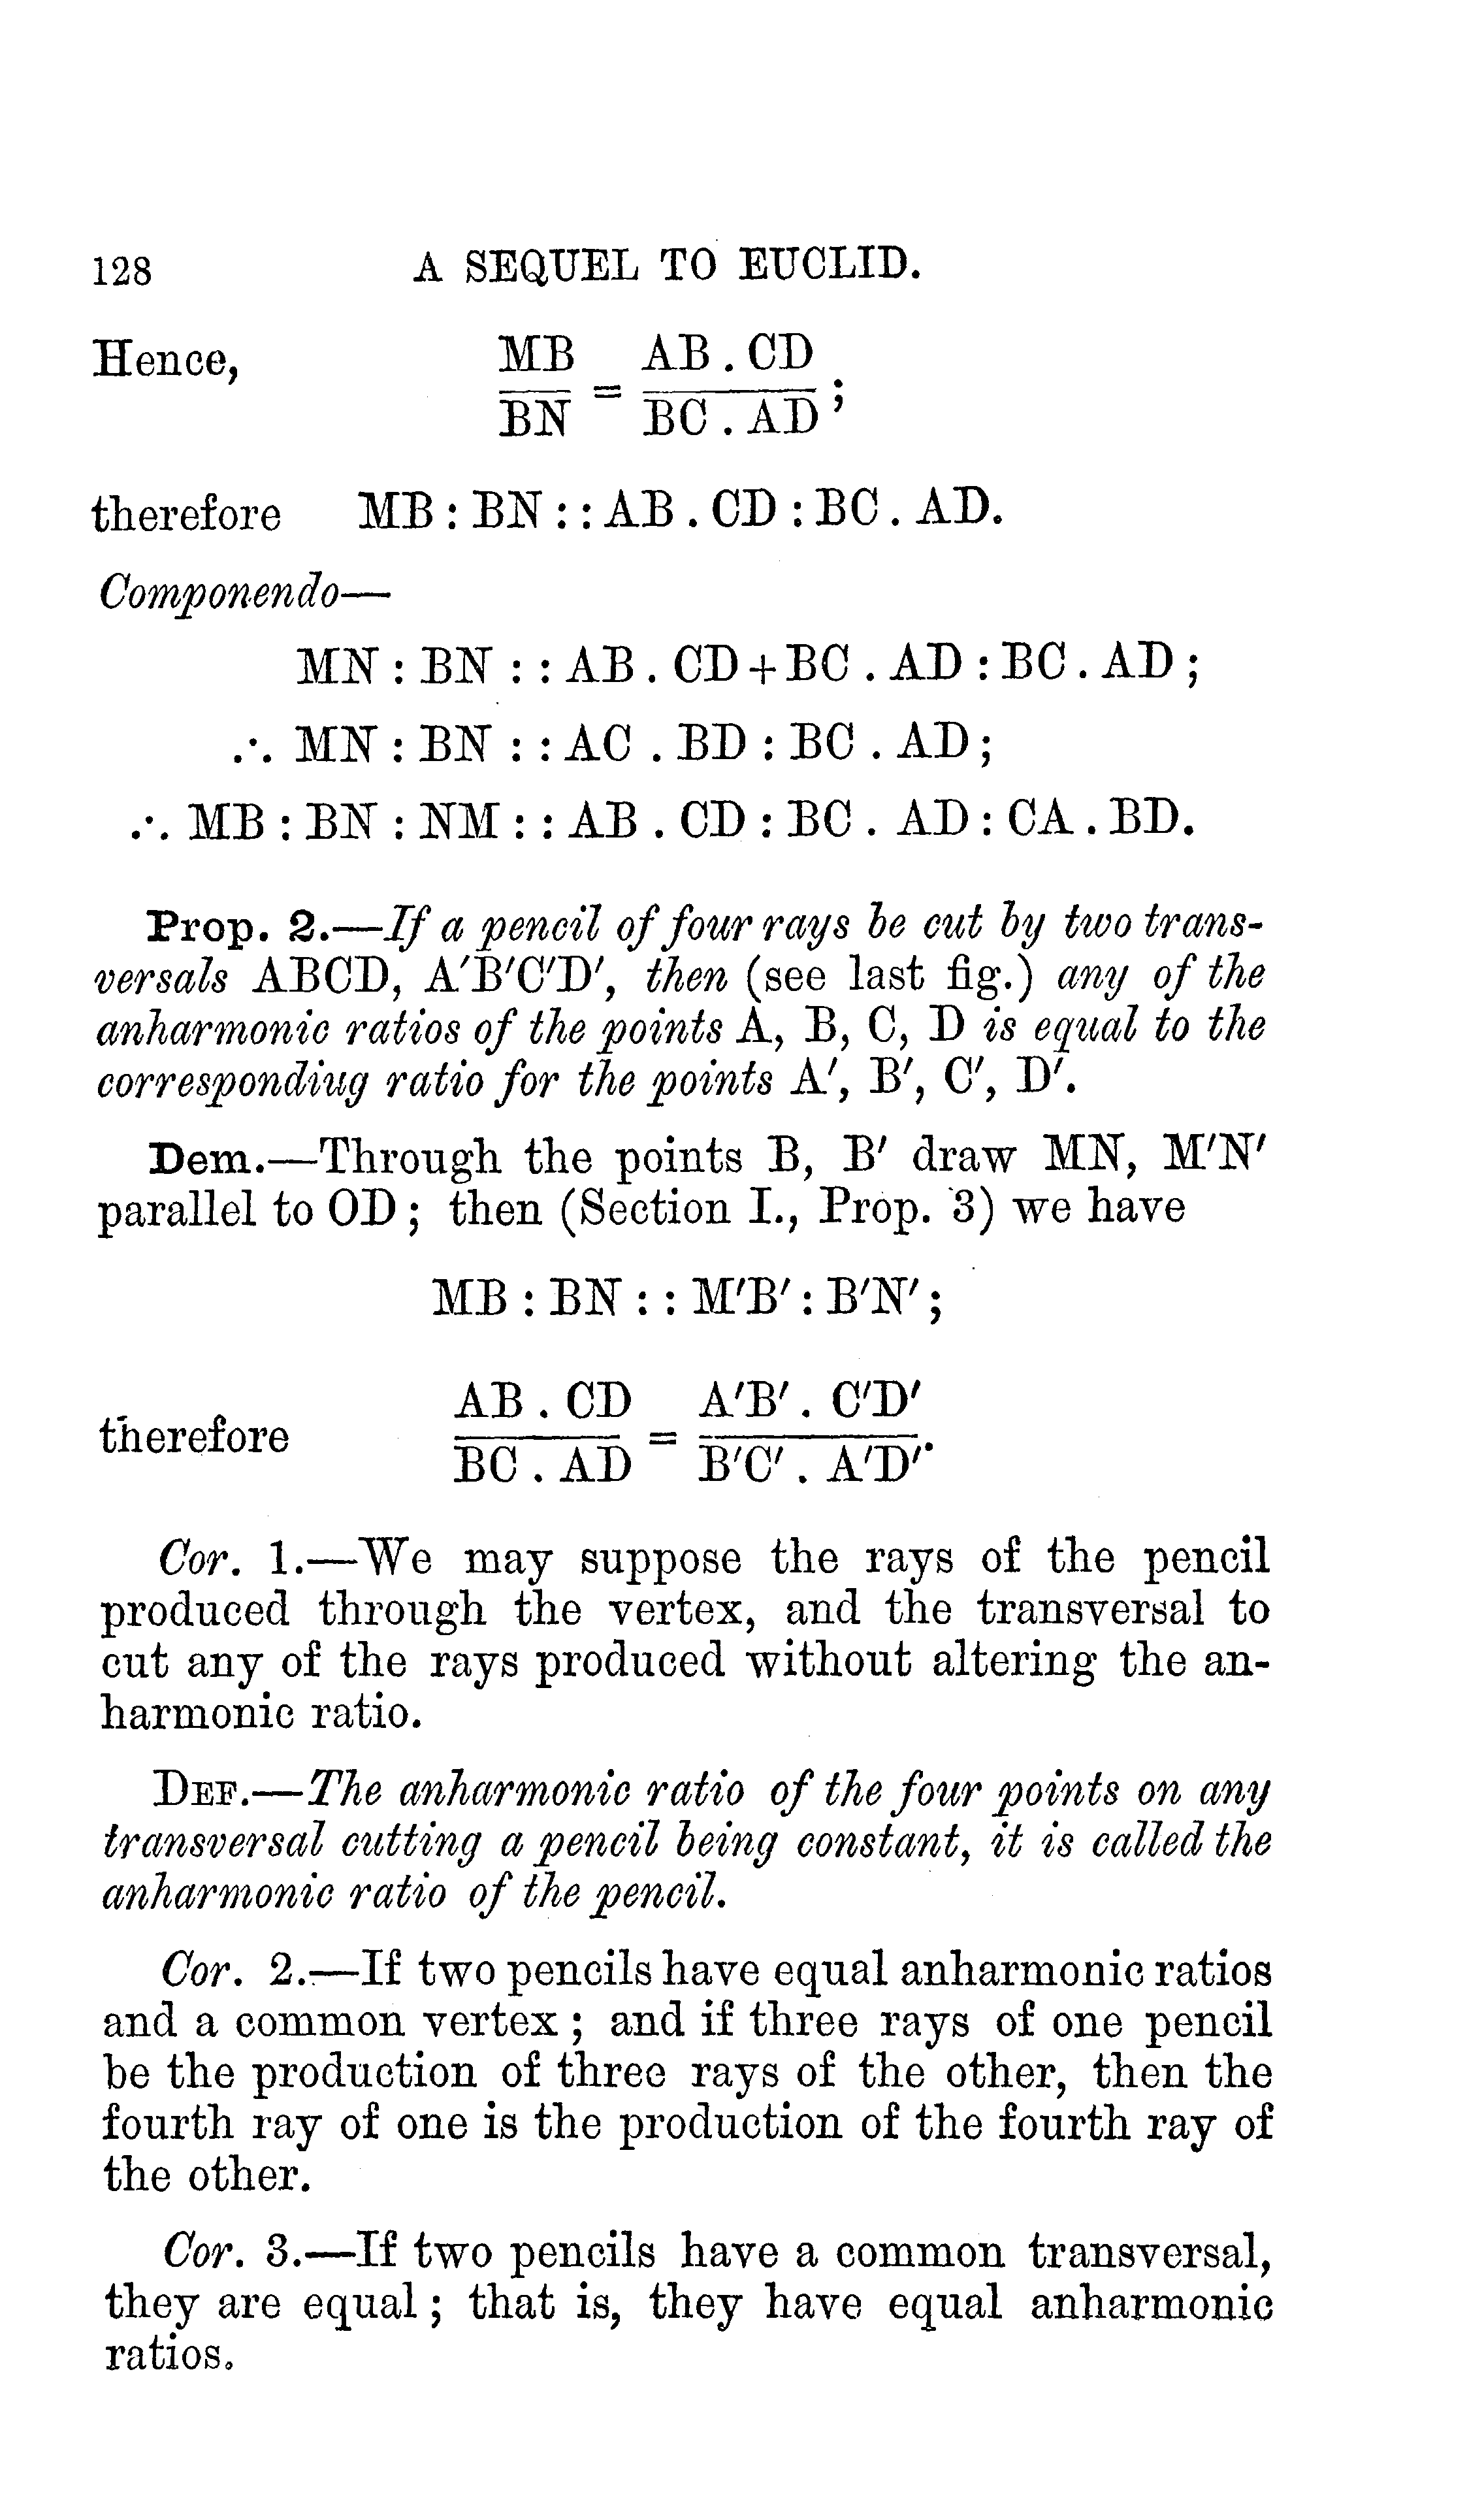 128 A SEQUEL TO EUCLID.
Hence, MB/BN = AB . CD/BC . AD ;
therefore MB : BN : : AB . CD : BC . AD.
Componendo—
MN : BN : : AB . CD + BC . AD : BC . AD ;
∴ MN : BN : : AC . BD : BC . AD ;
∴ MB : BN : NM : : AB . CD : BC . AD : CA . BD.
Prop. 2.—If a pencil of four rays be cut by two trans-
versals ABCD, A′B′C′D′, then (see last fig.) any of the
anharmonic ratios of the points A, B, C, D is equal to the
correspondiug ratio for the points A′, B′, C′, D′.
Dem.—Through the points B, B′ draw MN, M′N′
parallel to OD ; then (Section I., Prop. 3) we have
MB : BN : : M′B′ : B′N′ ;
therefore AB . CD/BC . AD = A′B′ . C′D′/B′C′ . A′D′.
Cor. 1.—We may suppose the rays of the pencil
produced through the vertex, and the transversal to
cut any of the rays produced without altering the an-
harmonic ratio.
DEF.—The anharmonic ratio of the four points on any
transversal cutting a pencil being constant, it is called the
anharmonic ratio of the pencil.
Cor. 2.—If two pencils have equal anharmonic ratios
and a common vertex ; and if three rays of one pencil
be the production of three rays of the other, then the
fourth ray of one is the production of the fourth ray of
the other.
Cor. 3.—If two pencils have a common transversal,
they are equal ; that is, they have equal anharmonic
ratios.